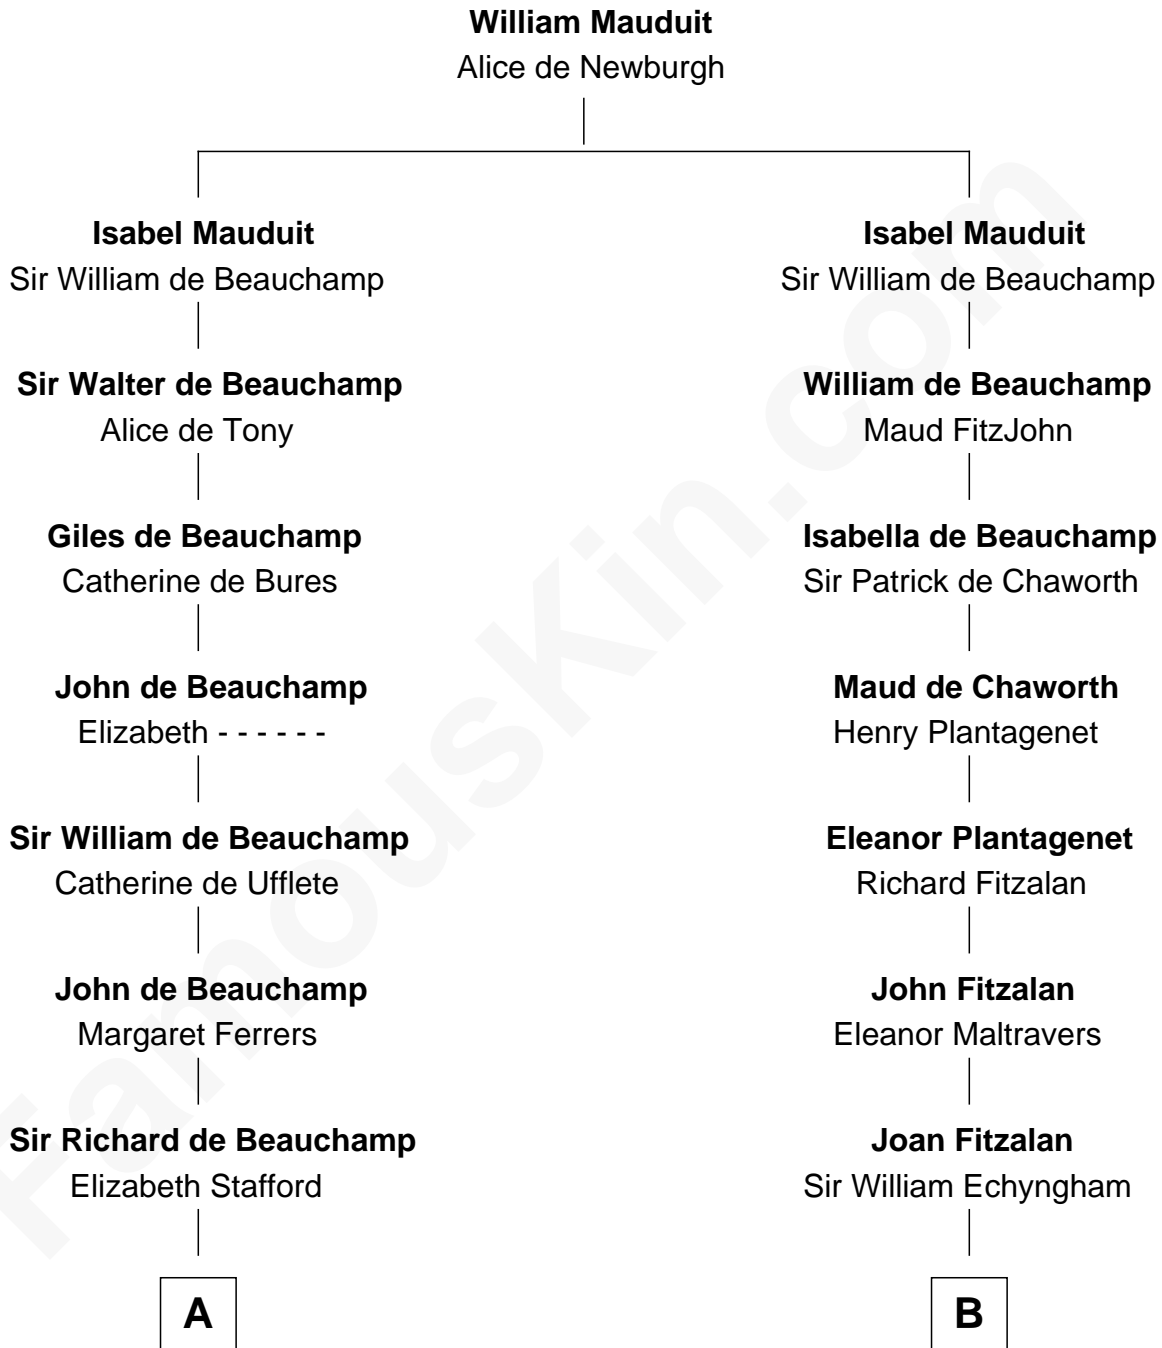 William Mauduit
Alice de Newburgh
Isabel Mauduit
Sir William de Beauchamp
Isabel Mauduit
Sir William de Beauchamp
Sir Walter de Beauchamp
Alice de Tony
William de Beauchamp
Maud FitzJohn
Giles de Beauchamp
Catherine de Bures
Isabella de Beauchamp
Sir Patrick de Chaworth
John de Beauchamp
Elizabeth - - - - - -
Maud de Chaworth
Henry Plantagenet
Sir William de Beauchamp
Catherine de Ufflete
Eleanor Plantagenet
Richard Fitzalan
John de Beauchamp
Margaret Ferrers
John Fitzalan
Eleanor Maltravers
Sir Richard de Beauchamp
Elizabeth Stafford
Joan Fitzalan
Sir William Echyngham
A
B
FamousKin.com